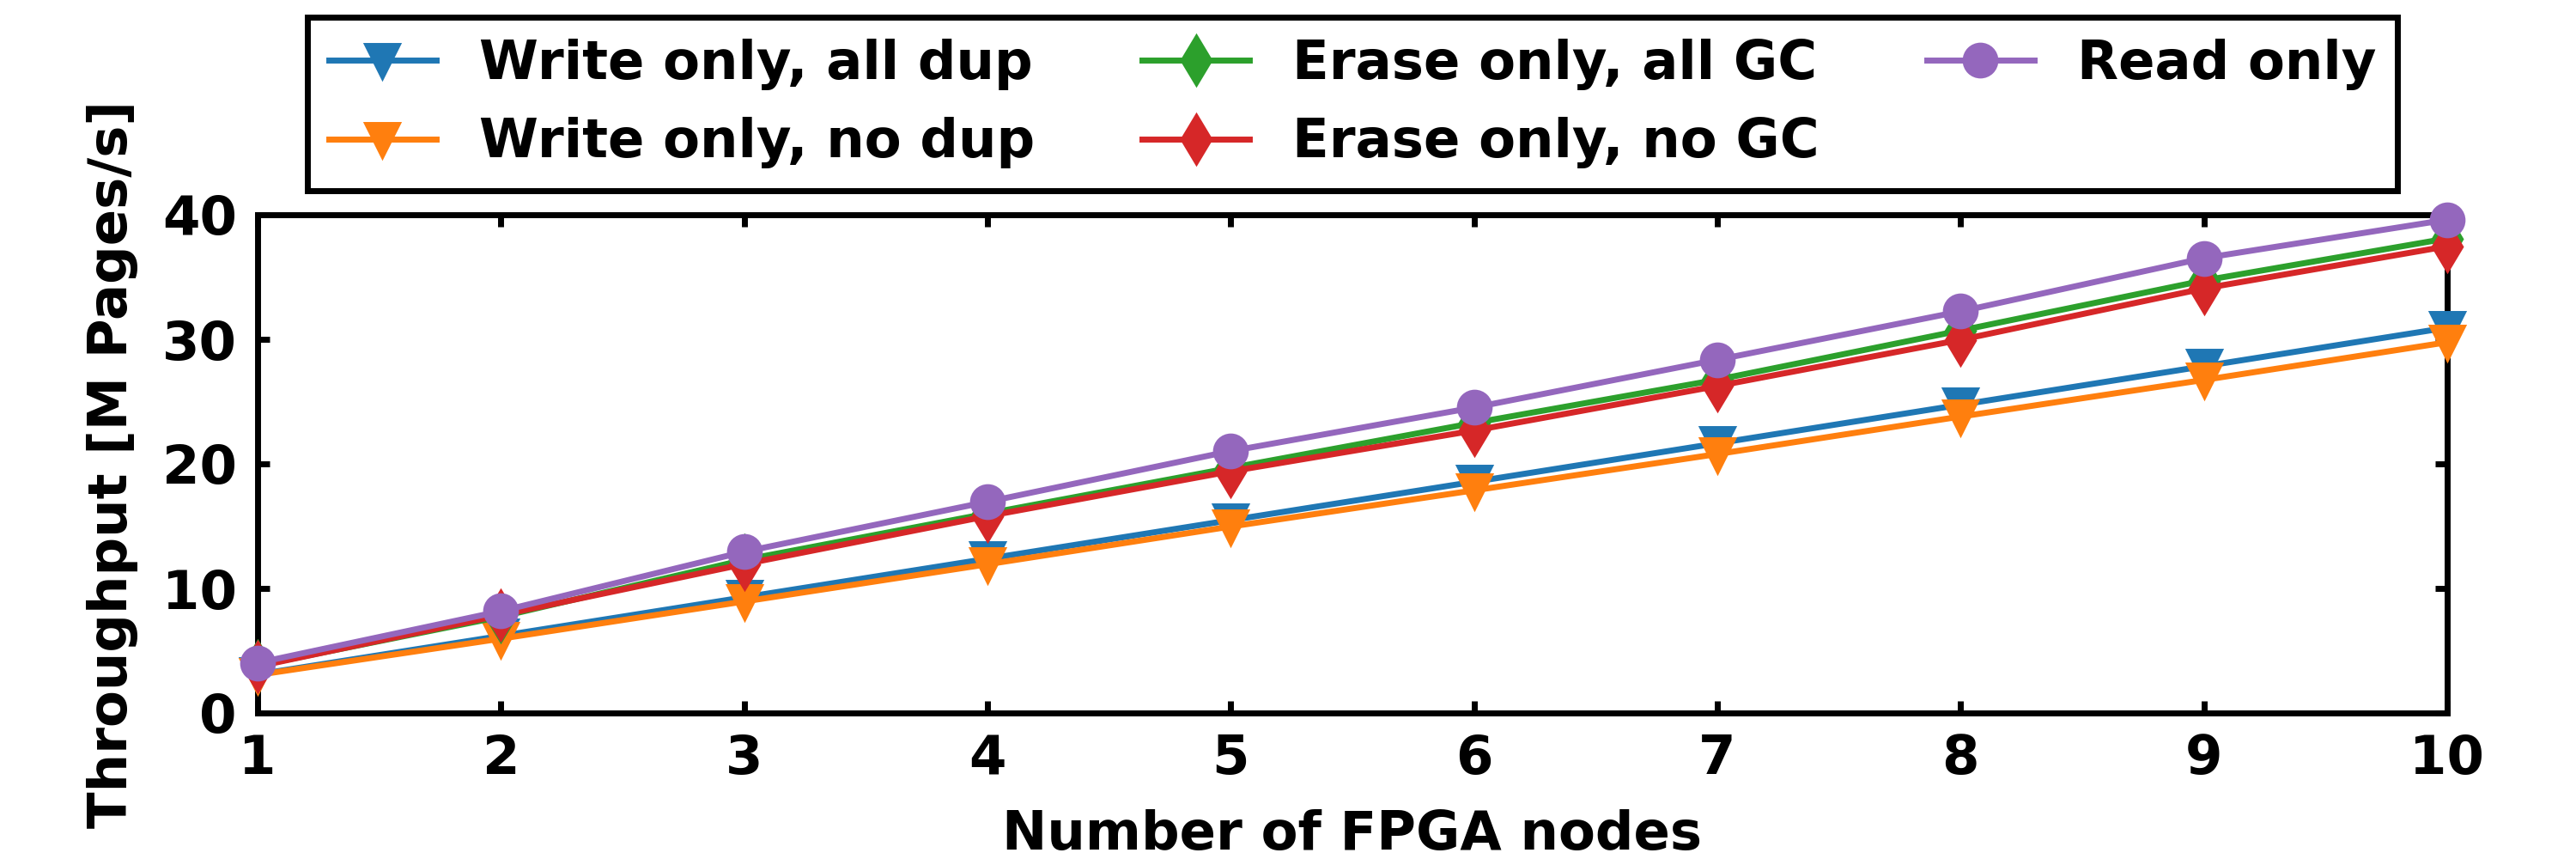 Write only, all dup
Write only, no dup
Erase only, all GC
Erase only, no GC
Read only
Throughput [M Pages/s]
40
30
20
10
0
1 2 3 4 5 6 7 8 9 10
Number of FPGA nodes